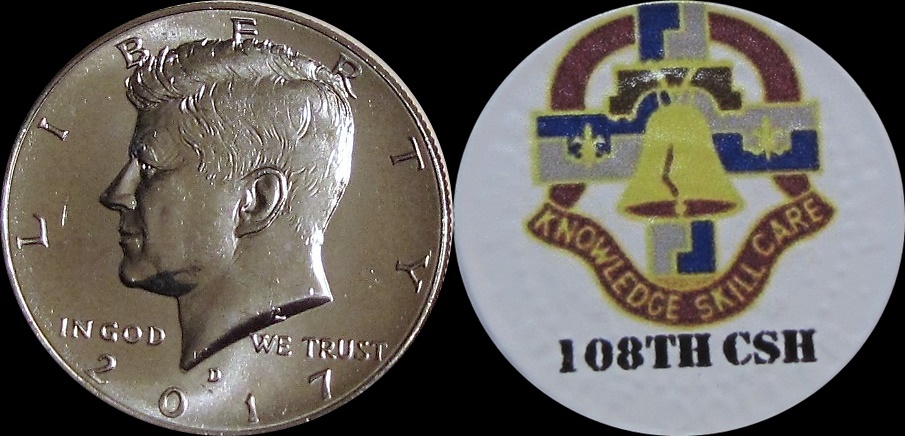 LIBERTY
IN GOD WE TRUST
D
2017
KNOWLEDGE SKILL CARE
108TH CSH